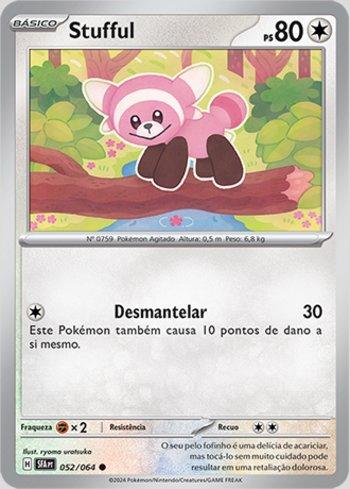 BÁSICO
Stufful
PS 80
Nº 0759 Pokémon Agitado Altura: 0,5 m Peso: 6,8 kg
Desmantelar 30
Este Pokémon também causa 10 pontos de dano a
si mesmo.
Fraqueza × 2 Resistência Recuo
Ilust. ryoma uratsuka
H SFA PT 052/064
O seu pelo fofinho é uma delícia de acariciar,
mas tocá-lo sem muito cuidado pode
resultar em uma retaliação dolorosa.
©2024 Pokémon/Nintendo/Creatures/GAME FREAK